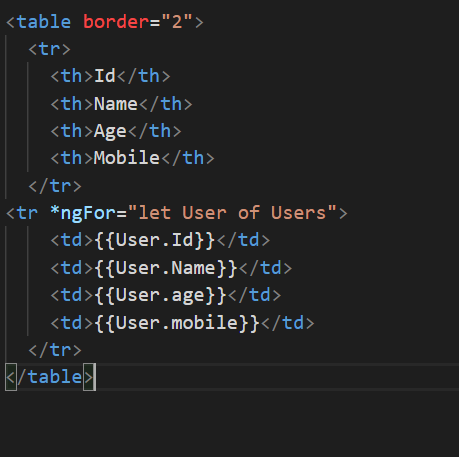 <table border="2">
<tr>
<th>Id</th>
<th>Name</th>
<th>Age</th>
<th>Mobile</th>
</tr>
<tr *ngFor="let User of Users">
<td>{{User.Id}}</td>
<td>{{User.Name}}</td>
<td>{{User.age}}</td>
<td>{{User.mobile}}</td>
</tr>
</table>